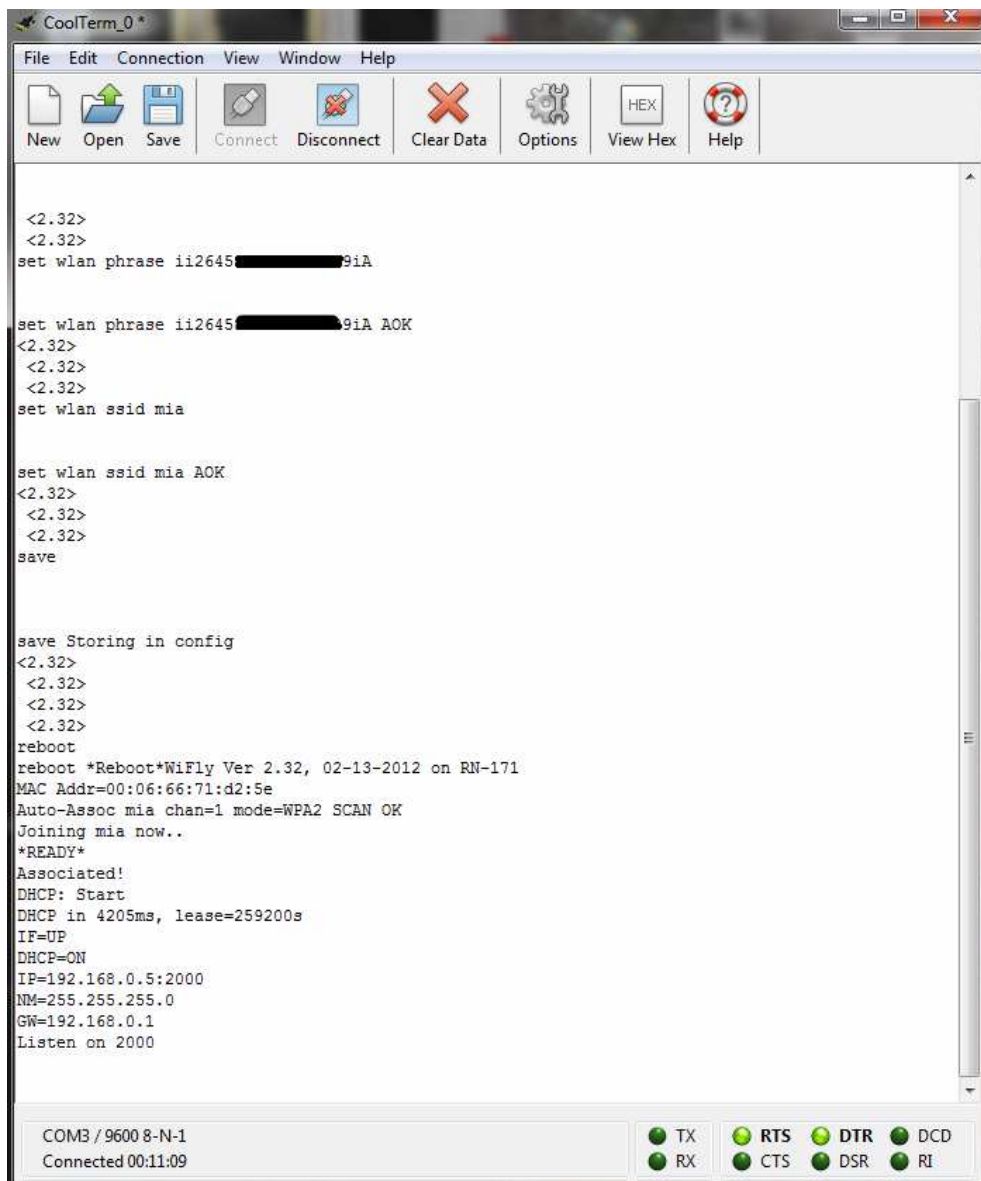 CoolTerm_0 *
File Edit Connection View Window Help
New Open Save Connect Disconnect Clear Data Options HEX View Hex Help
<2.32>
<2.32>
set wlan phrase ii2645 9iA
set wlan phrase ii2645 9iA AOK
<2.32>
<2.32>
<2.32>
set wlan ssid mia
set wlan ssid mia AOK
<2.32>
<2.32>
<2.32>
save
save Storing in config
<2.32>
<2.32>
<2.32>
<2.32>
reboot
reboot *Reboot*WiFly Ver 2.32, 02-13-2012 on RN-171
MAC Addr=00:06:66:71:d2:5e
Auto-Assoc mia chan=1 mode=WPA2 SCAN OK
Joining mia now..
*READY*
Associated!
DHCP: Start
DHCP in 4205ms, lease=259200s
IF=UP
DHCP=ON
IP=192.168.0.5:2000
NM=255.255.255.0
GW=192.168.0.1
Listen on 2000
COM3 / 9600 8-N-1 TX RTS DTR DCD
Connected 00:11:09 RX CTS DSR RI